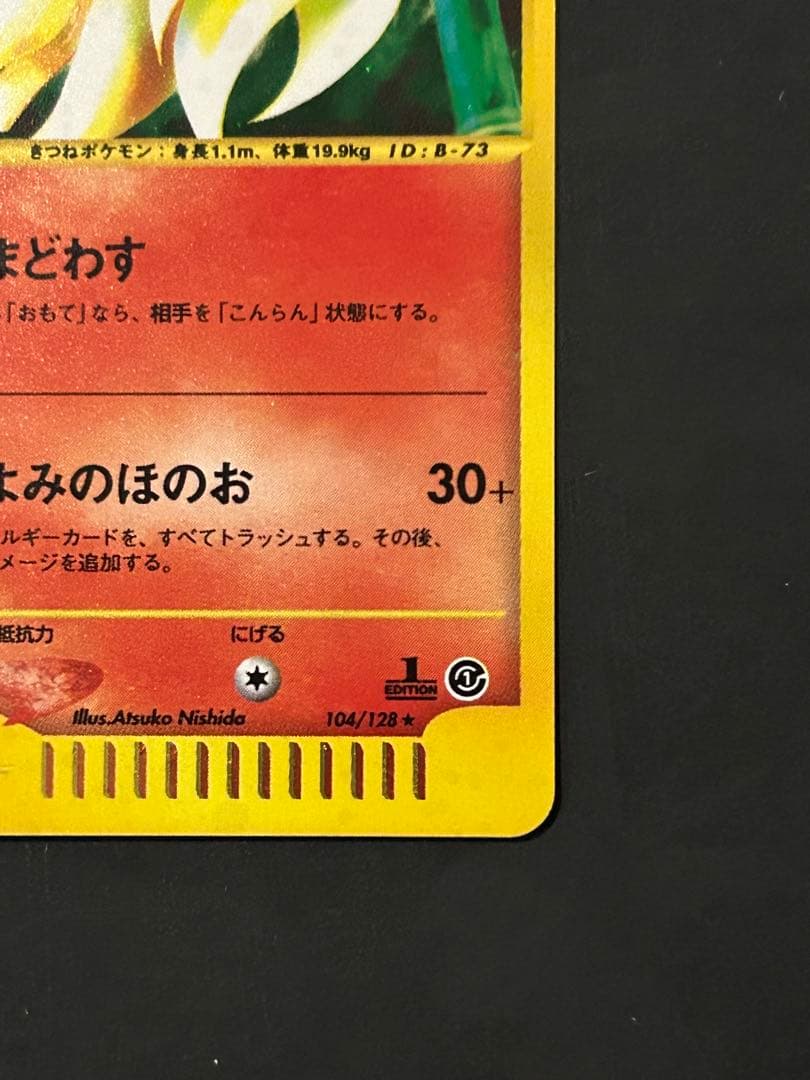 きつねポケモン：身長1.1m、体重19.9kg ID：B-73
まどわす
「おもて」なら、相手を「こんらん」状態にする。
よみのほのお 30+
ルギーカードを、すべてトラッシュする。その後、
メージを追加する。
抵抗力 にげる
1 EDITION 1
Illus.Atsuko Nishida 104/128★